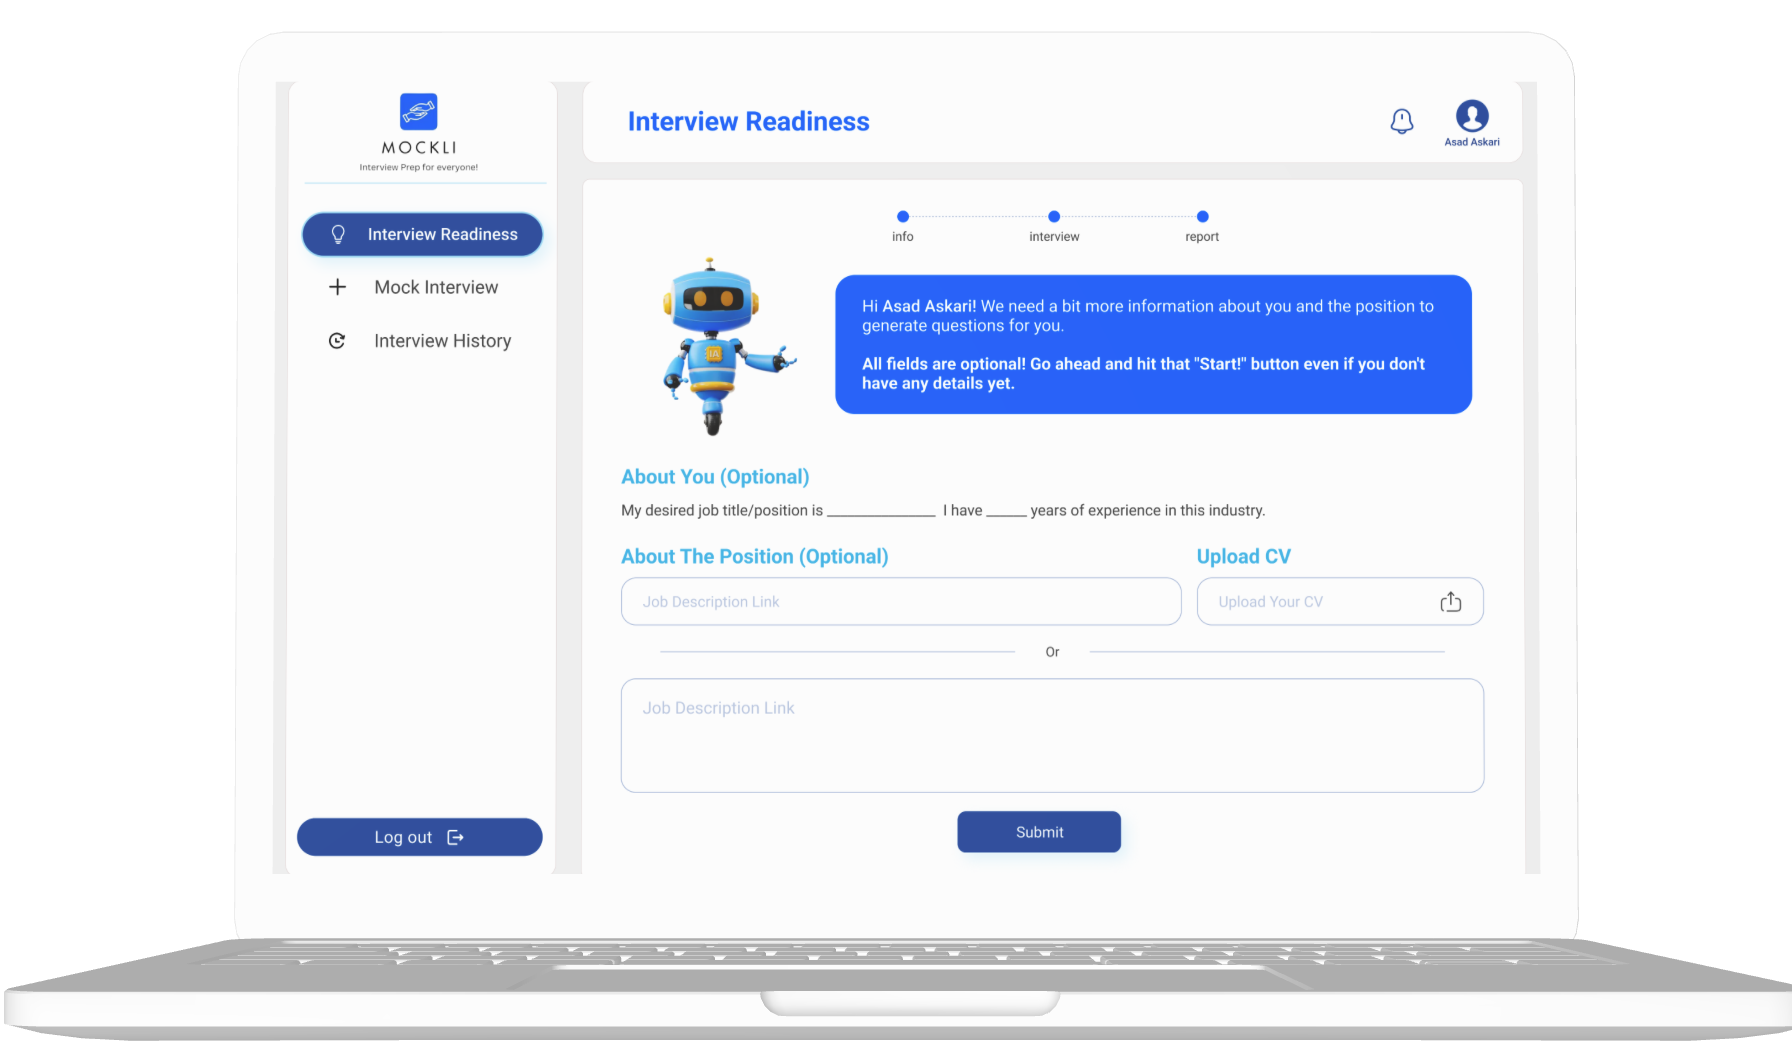 MOCKLI
Interview Prep for everyone!
Interview Readiness
Mock Interview
Interview History
Log out
Interview Readiness
Asad Askari
info
interview
report
Hi Asad Askari! We need a bit more information about you and the position to
generate questions for you.
All fields are optional! Go ahead and hit that "Start!" button even if you don't
have any details yet.
IA
About You (Optional)
My desired job title/position is ______________ I have _____ years of experience in this industry.
About The Position (Optional)
Upload CV
Job Description Link
Upload Your CV
Or
Job Description Link
Submit